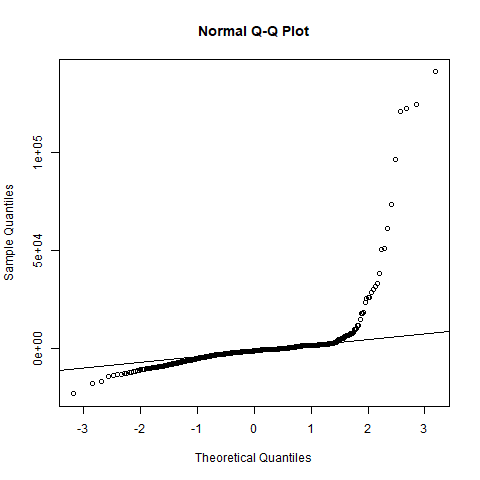 Normal Q-Q Plot
1e+05
5e+04
0e+00
Sample Quantiles
-3 -2 -1 0 1 2 3
Theoretical Quantiles